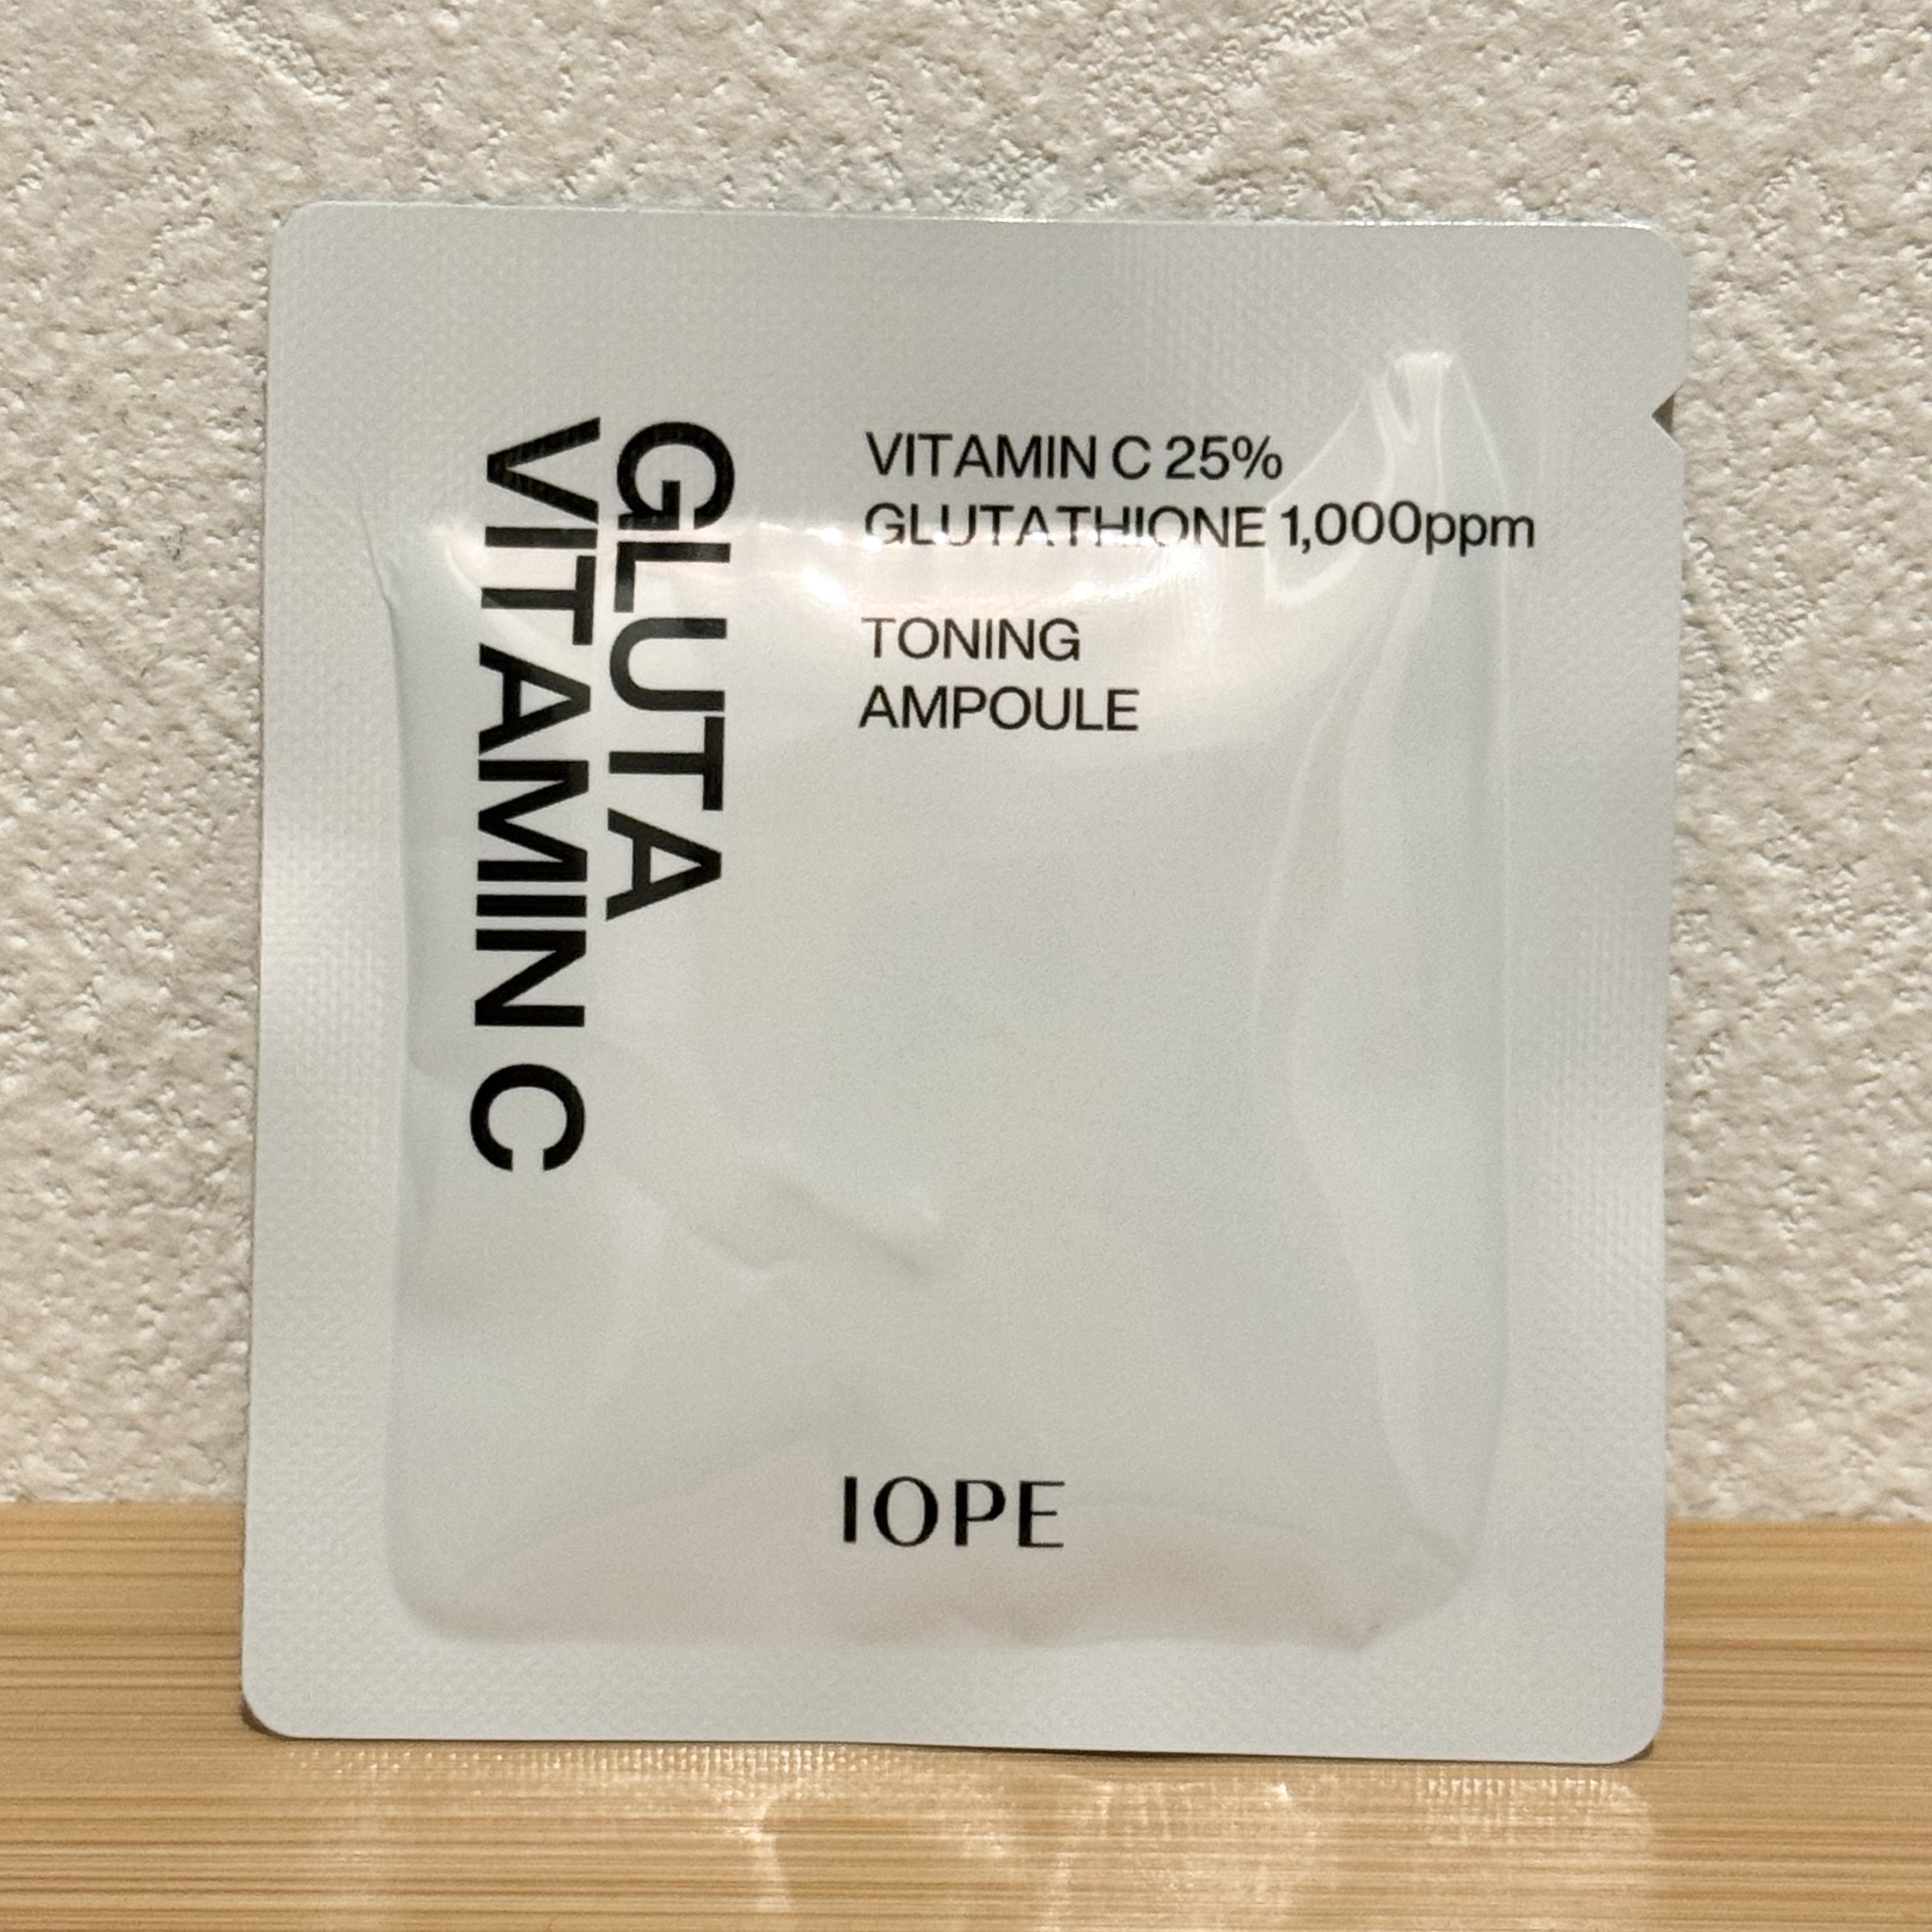 GLUTA
VITAMIN C
VITAMIN C 25%
GLUTATHIONE 1,000ppm
TONING
AMPOULE
IOPE